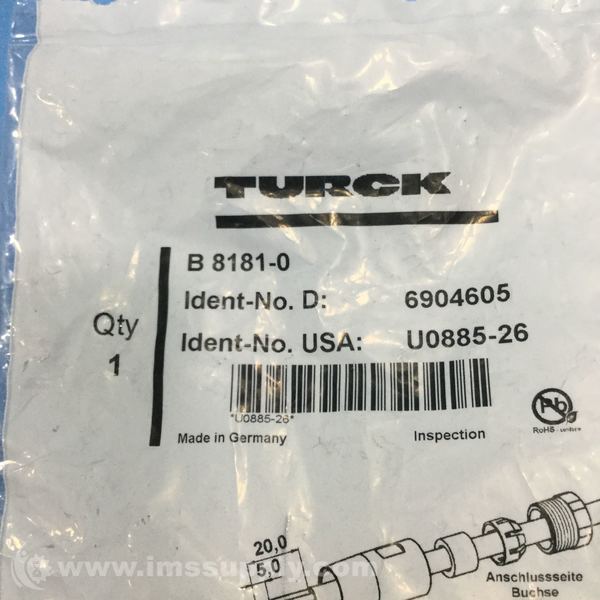 TURCK
B 8181-0
Ident-No. D: 6904605
Ident-No. USA: U0885-26
Qty
1
*U0885-26*
Made in Germany
Inspection
Pb
RoHS
20,0
5,0
Anschlussseite
Buchse
© www.imssupply.com